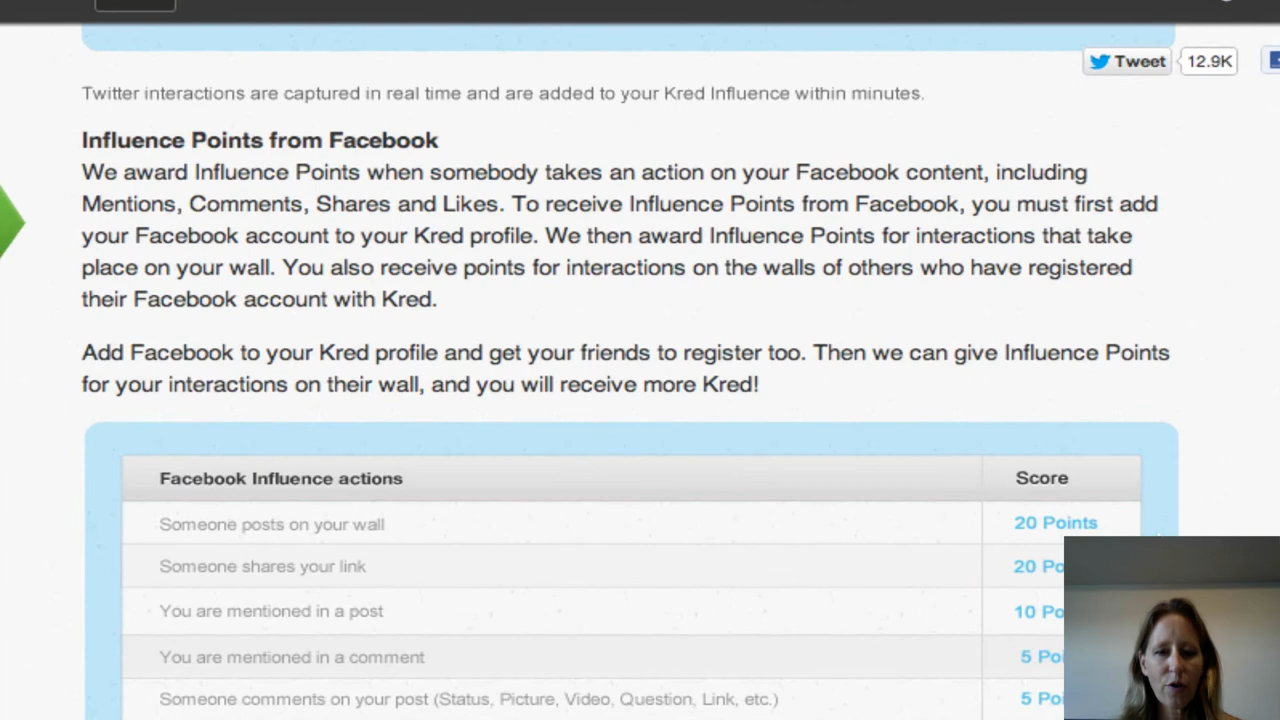 Tweet
12.9K
Twitter interactions are captured in real time and are added to your Kred Influence within minutes.
Influence Points from Facebook
We award Influence Points when somebody takes an action on your Facebook content, including
Mentions, Comments, Shares and Likes. To receive Influence Points from Facebook, you must first add
your Facebook account to your Kred profile. We then award Influence Points for interactions that take
place on your wall. You also receive points for interactions on the walls of others who have registered
their Facebook account with Kred.
Add Facebook to your Kred profile and get your friends to register too. Then we can give Influence Points
for your interactions on their wall, and you will receive more Kred!
Facebook Influence actions Score
Someone posts on your wall 20 Points
Someone shares your link 20 Po
You are mentioned in a post 10 Po
You are mentioned in a comment 5 Poi
Someone comments on your post (Status, Picture, Video, Question, Link, etc.) 5 Poi